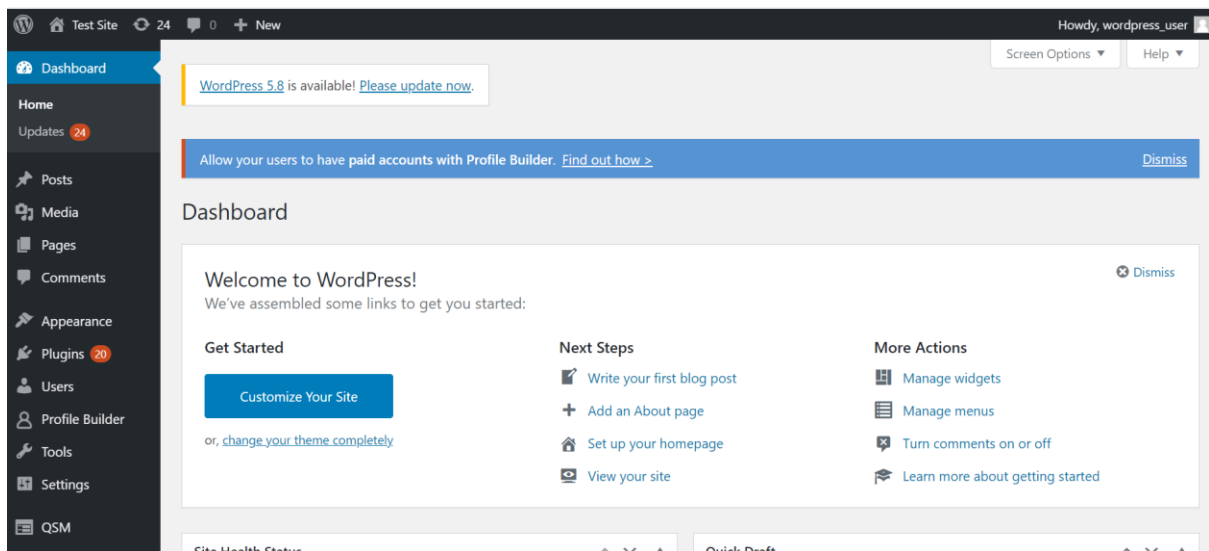 Test Site 24 0 New Howdy, wordpress_user
Screen Options Help
Dashboard
Home
Updates 24
Posts
Media
Pages
Comments
Appearance
Plugins 20
Users
Profile Builder
Tools
Settings
QSM
WordPress 5.8 is available! Please update now.
Allow your users to have paid accounts with Profile Builder. Find out how > Dismiss
Dashboard
Welcome to WordPress! Dismiss
We've assembled some links to get you started:
Get Started
Customize Your Site
or, change your theme completely
Next Steps
Write your first blog post
Add an About page
Set up your homepage
View your site
More Actions
Manage widgets
Manage menus
Turn comments on or off
Learn more about getting started
Site Health Status
Quick Draft